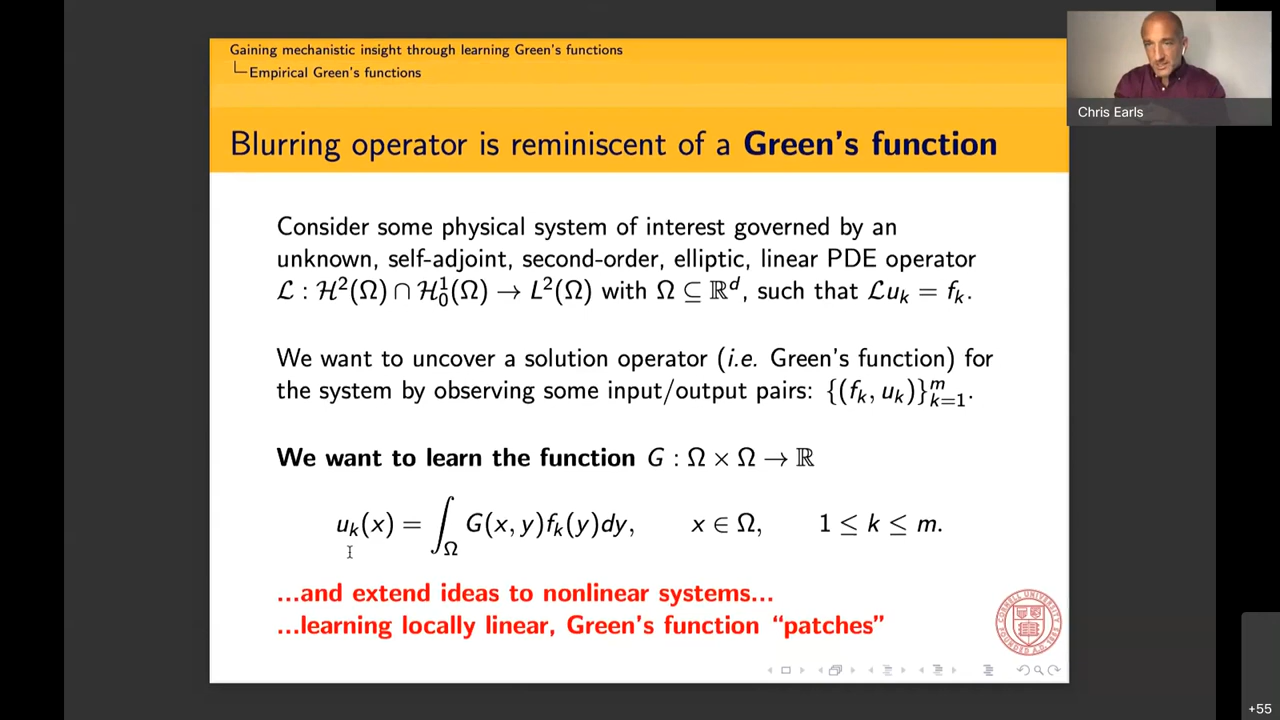 Gaining mechanistic insight through learning Green's functions
Empirical Green's functions
Chris Earls
Blurring operator is reminiscent of a Green's function
Consider some physical system of interest governed by an
unknown, self-adjoint, second-order, elliptic, linear PDE operator
ℒ : ℋ²(Ω) ∩ ℋ₀¹(Ω) → L²(Ω) with Ω ⊆ ℝᵈ, such that ℒuₖ = fₖ.
We want to uncover a solution operator (i.e. Green's function) for
the system by observing some input/output pairs: {(fₖ, uₖ)}ᵐₖ₌₁.
We want to learn the function G : Ω × Ω → ℝ
uₖ(x) = ∫_Ω G(x, y)fₖ(y)dy, x ∈ Ω, 1 ≤ k ≤ m.
...and extend ideas to nonlinear systems...
...learning locally linear, Green's function “patches”
+55